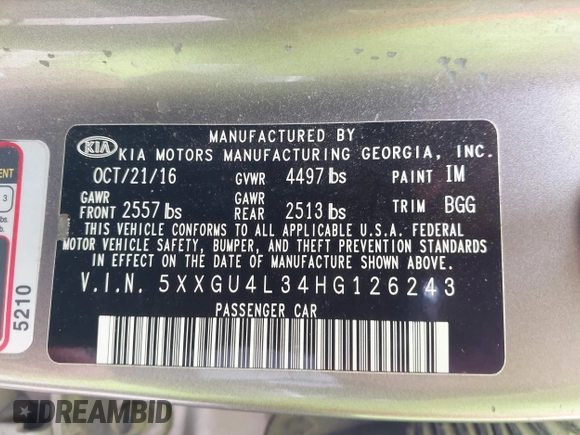 MANUFACTURED BY
KIA KIA MOTORS MANUFACTURING GEORGIA, INC.
OCT/21/16 GVWR 4497 lbs PAINT IM
GAWR FRONT 2557 lbs GAWR REAR 2513 lbs TRIM BGG
THIS VEHICLE CONFORMS TO ALL APPLICABLE U.S.A. FEDERAL
MOTOR VEHICLE SAFETY, BUMPER, AND THEFT PREVENTION STANDARDS
IN EFFECT ON THE DATE OF MANUFACTURE SHOWN ABOVE.
V.I.N. 5XXGU4L34HG126243
PASSENGER CAR
5210
3
DREAMBID